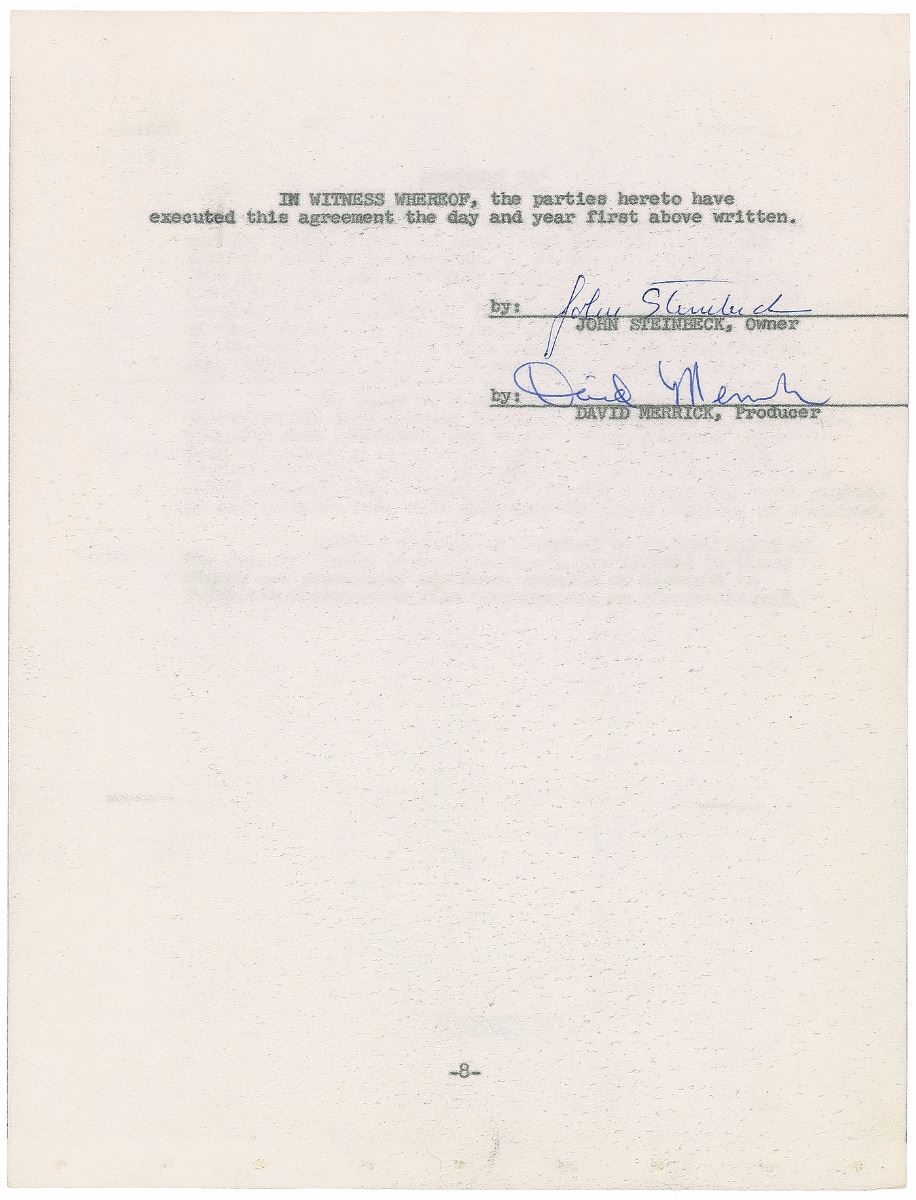 IN WITNESS WHEREOF, the parties hereto have
executed this agreement the day and year first above written.
by: John Steinbeck
JOHN STEINBECK, Owner
by: David Merrick
DAVID MERRICK, Producer
-8-